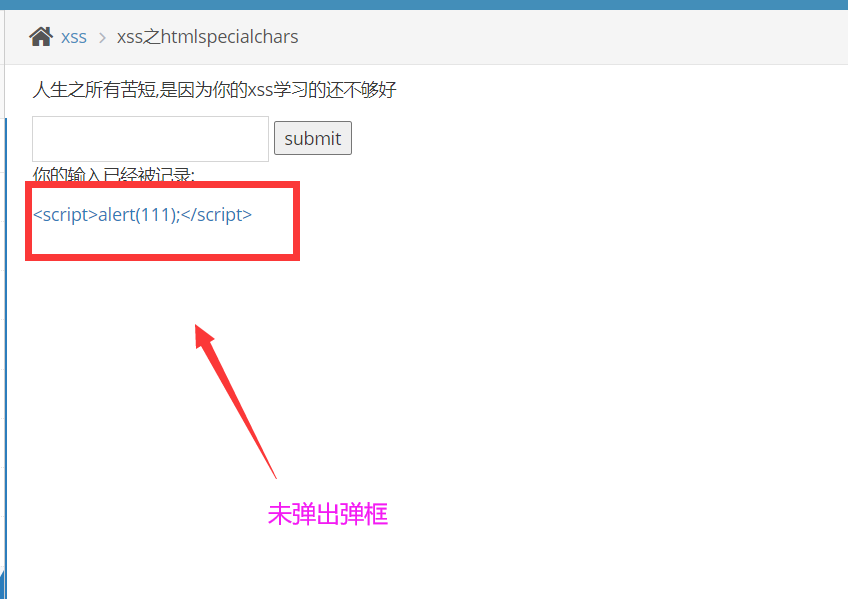 xss > xss之htmlspecialchars
人生之所有苦短,是因为你的xss学习的还不够好
submit
你的输入已经被记录:
<script>alert(111);</script>
未弹出弹框